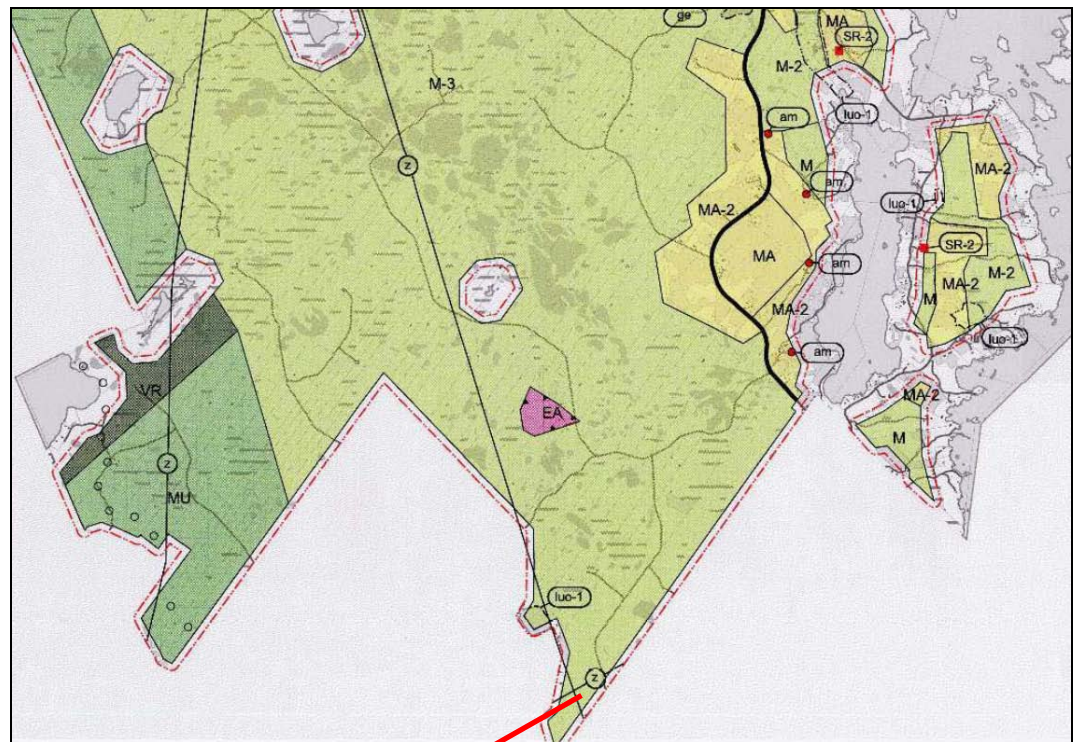 ge
MA
SR-2
M-3
M-2
luo-1
am
M
am
MA-2
luo-1
MA-2
SR-2
MA
am
MA-2
M-2
MA-2
M
luo-1
am
VR
MA-2
EA
M
z
z
MU
luo-1
z